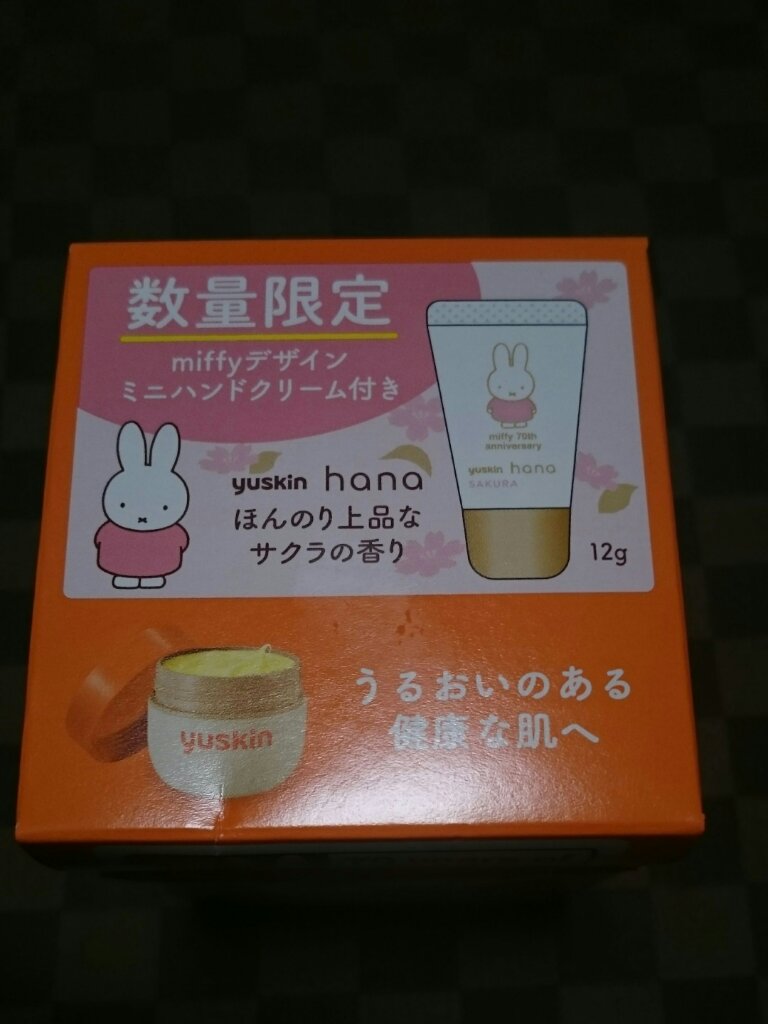 数量限定
miffyデザイン
ミニハンドクリーム付き
yuskin hana
ほんのり上品な
サクラの香り
miffy 70th
anniversary
yuskin hana
SAKURA
12g
yuskin
うるおいのある
健康な肌へ